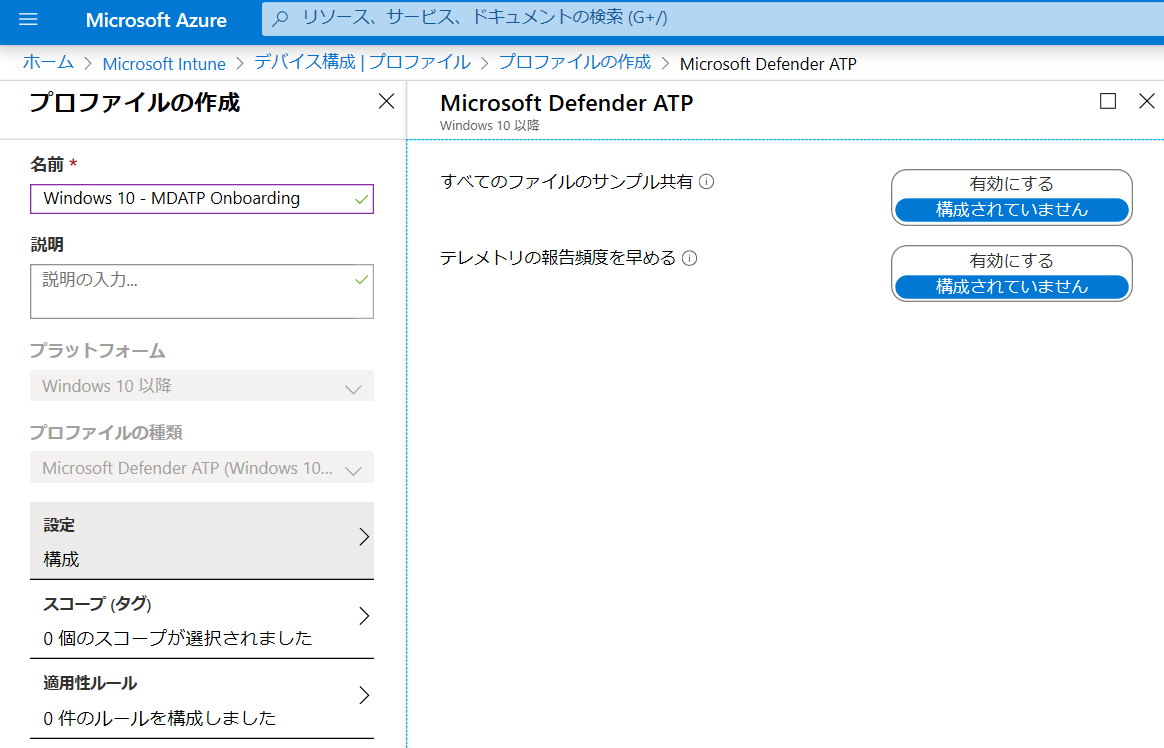 Microsoft Azure
リソース、サービス、ドキュメントの検索 (G+/)
ホーム > Microsoft Intune > デバイス構成 | プロファイル > プロファイルの作成 > Microsoft Defender ATP
プロファイルの作成
名前 *
Windows 10 - MDATP Onboarding
説明
説明の入力...
プラットフォーム
Windows 10 以降
プロファイルの種類
Microsoft Defender ATP (Windows 10...
設定
構成
スコープ (タグ)
0 個のスコープが選択されました
適用性ルール
0 件のルールを構成しました
Microsoft Defender ATP
Windows 10 以降
すべてのファイルのサンプル共有
有効にする
構成されていません
テレメトリの報告頻度を早める
有効にする
構成されていません